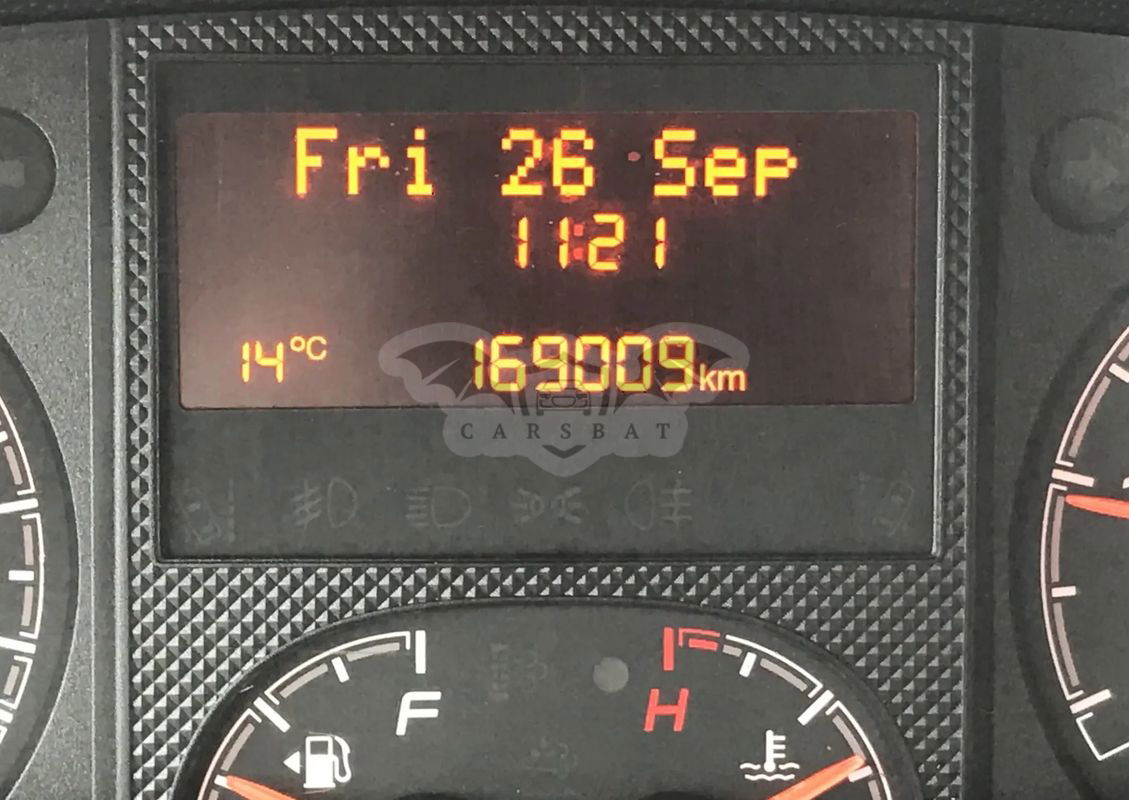 Fri 26 Sep
11:21
14°C 169009km
CARSBAT
F H